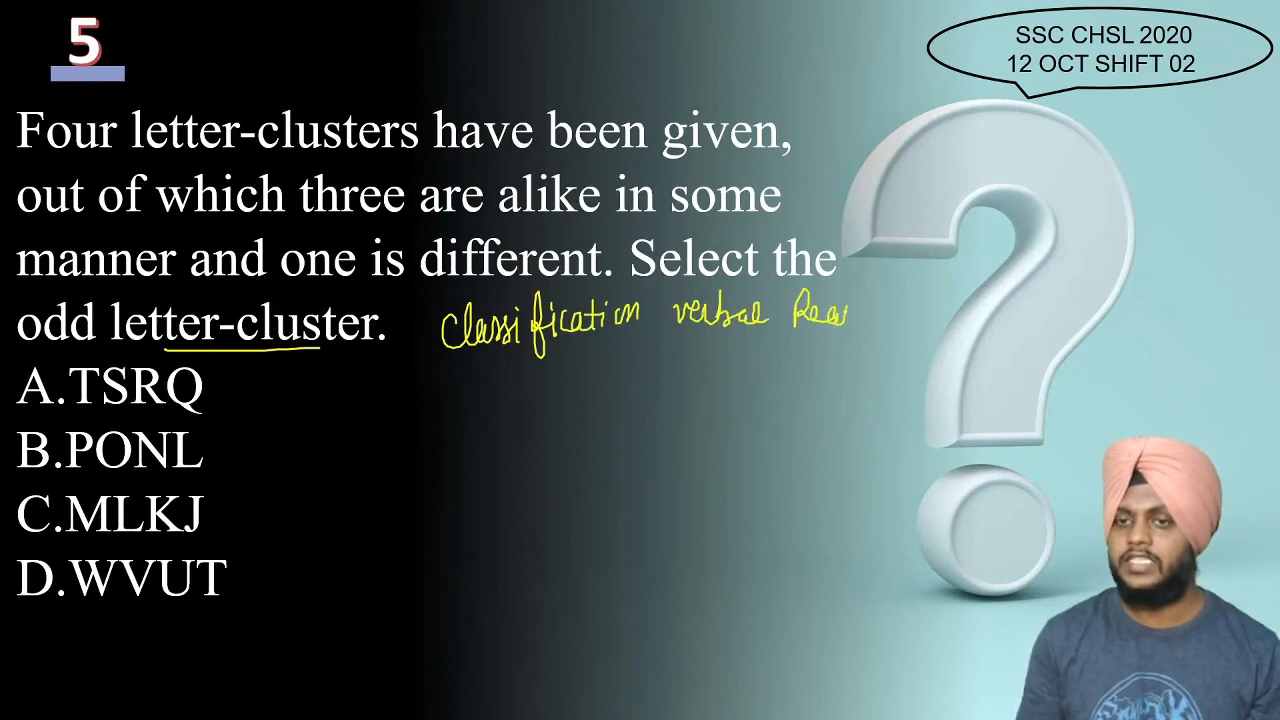 5
SSC CHSL 2020
12 OCT SHIFT 02
Four letter-clusters have been given,
out of which three are alike in some
manner and one is different. Select the
odd letter-cluster. Classification verbal Rea
A.TSRQ
B.PONL
C.MLKJ
D.WVUT